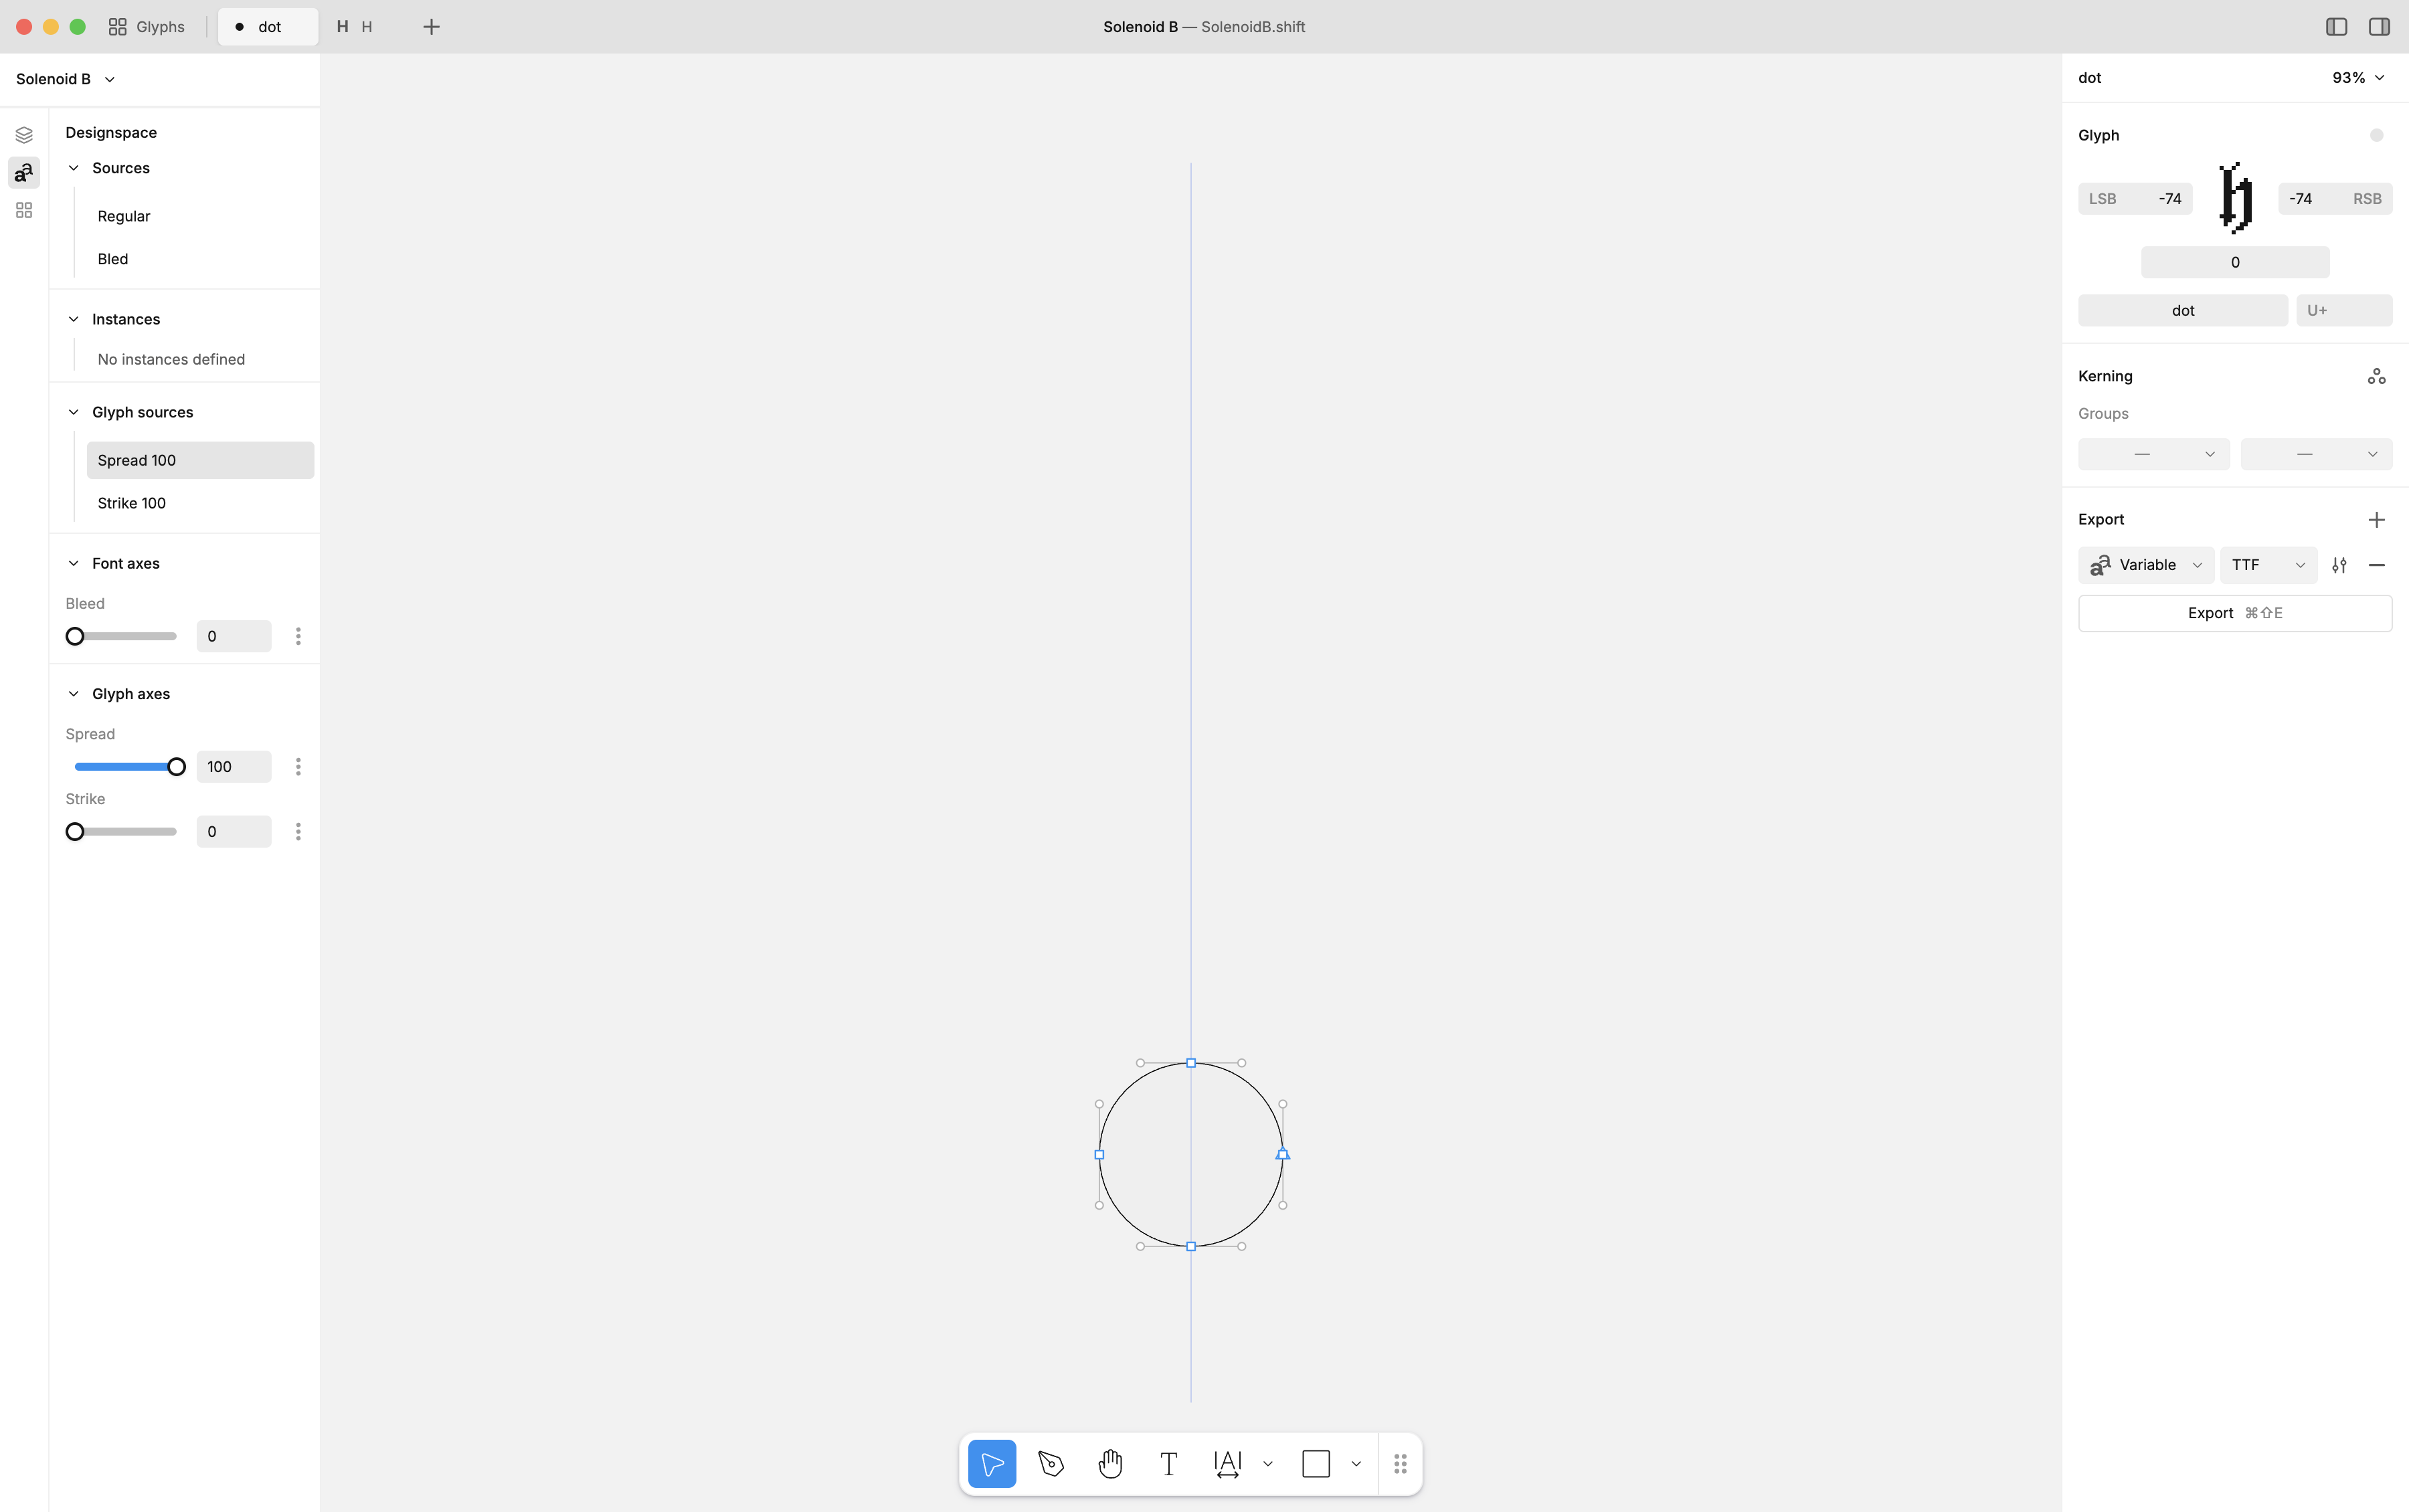 Glyphs
dot
H H
Solenoid B — SolenoidB.shift
Solenoid B
Designspace
Sources
Regular
Bled
Instances
No instances defined
Glyph sources
Spread 100
Strike 100
Font axes
Bleed
0
Glyph axes
Spread
100
Strike
0
dot 93%
Glyph
LSB -74
-74 RSB
0
dot U+
Kerning
Groups
— —
Export
Variable TTF
Export ⌘⇧E